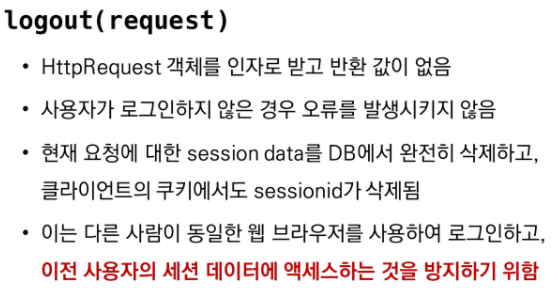 logout(request)
• HttpRequest 객체를 인자로 받고 반환 값이 없음
• 사용자가 로그인하지 않은 경우 오류를 발생시키지 않음
• 현재 요청에 대한 session data를 DB에서 완전히 삭제하고,
클라이언트의 쿠키에서도 sessionid가 삭제됨
• 이는 다른 사람이 동일한 웹 브라우저를 사용하여 로그인하고,
이전 사용자의 세션 데이터에 액세스하는 것을 방지하기 위함